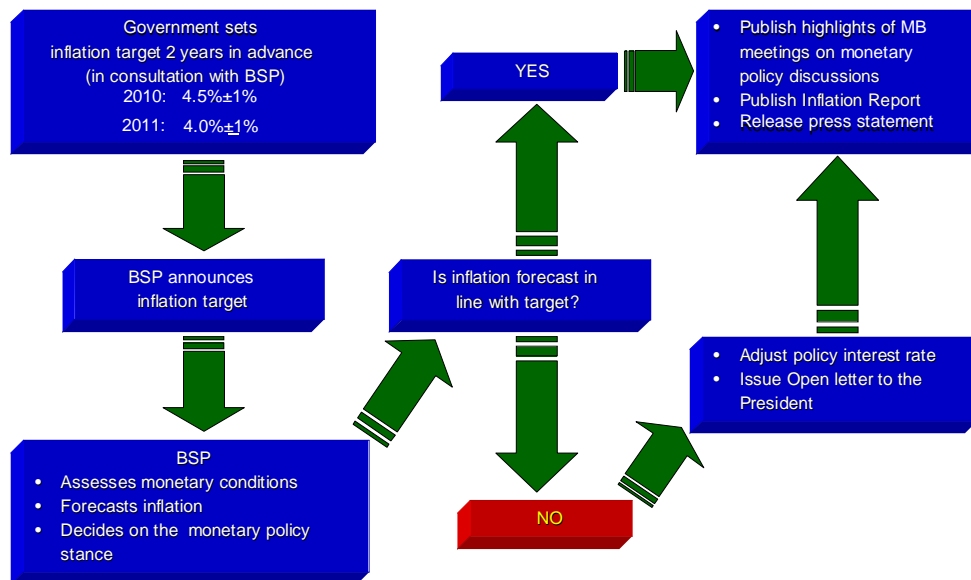 Government sets
inflation target 2 years in advance
(in consultation with BSP)
2010: 4.5%±1%
2011: 4.0%±1%
BSP announces
inflation target
BSP
• Assesses monetary conditions
• Forecasts inflation
• Decides on the monetary policy
stance
Is inflation forecast in
line with target?
YES
NO
• Adjust policy interest rate
• Issue Open letter to the
President
• Publish highlights of MB
meetings on monetary
policy discussions
• Publish Inflation Report
• Release press statement